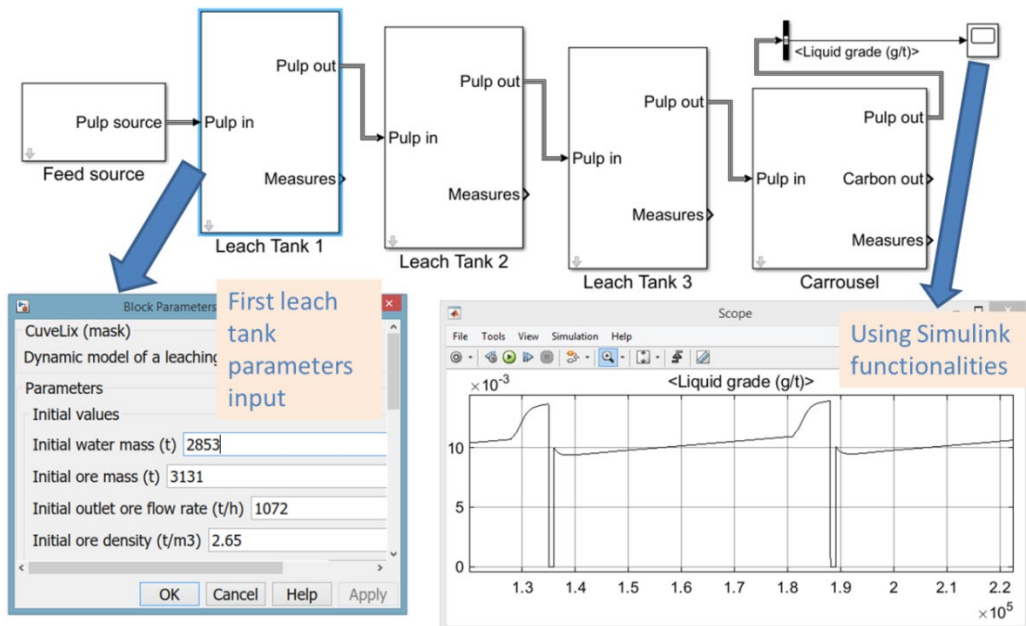 Pulp source
Feed source
Pulp in
Pulp out
Measures
Leach Tank 1
Pulp in
Pulp out
Measures
Leach Tank 2
Pulp in
Pulp out
Measures
Leach Tank 3
Pulp in
Pulp out
Carbon out
Measures
Carrousel
<Liquid grade (g/t)>
Block Parameters
CuveLix (mask)
Dynamic model of a leaching
Parameters
Initial values
Initial water mass (t) 2853
Initial ore mass (t) 3131
Initial outlet ore flow rate (t/h) 1072
Initial ore density (t/m3) 2.65
OK Cancel Help Apply
First leach
tank
parameters
input
Scope
File Tools View Simulation Help
Using Simulink
functionalities
×10⁻³
<Liquid grade (g/t)>
10
5
0
1.3 1.4 1.5 1.6 1.7 1.8 1.9 2 2.1 2.2
×10⁵